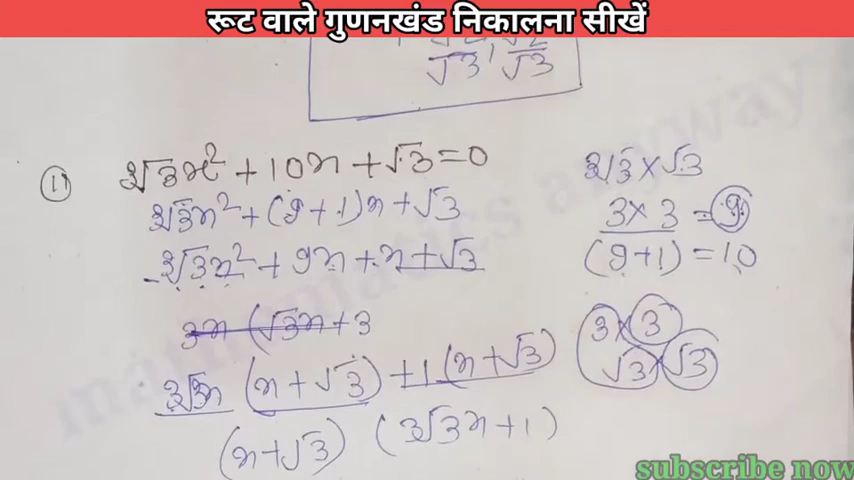 रूट वाले गुणनखंड निकालना सीखें
√3, √3
(1) 3√3x² + 10x + √3 = 0
3√3x² + (9+1)x + √3
3√3x² + 9x + x + √3
3x (√3x + 3
3√3x (x + √3) + 1 (x + √3)
(x + √3) (3√3x + 1)
3√3 × √3
3 × 3 = 9
(9+1) = 10
3 × 3
√3 × √3
mathematics anyway
subscribe now